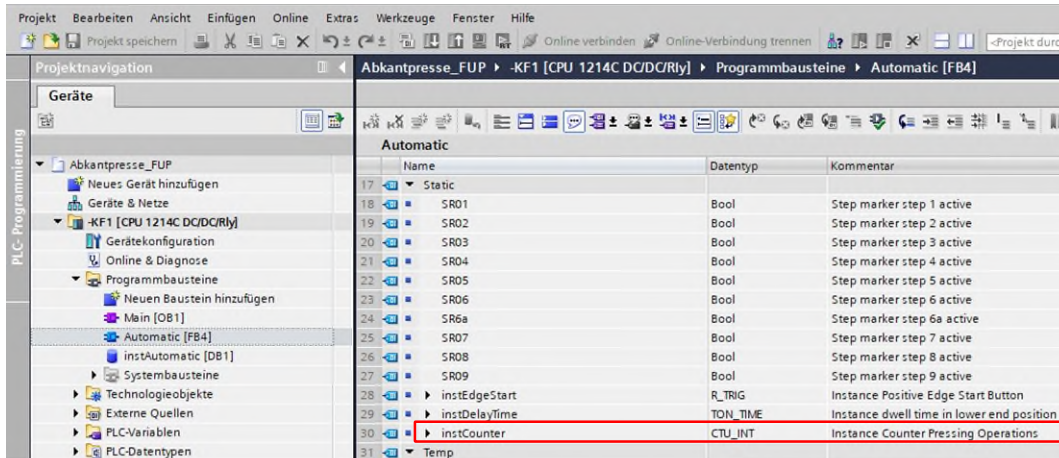 Projekt Bearbeiten Ansicht Einfügen Online Extras Werkzeuge Fenster Hilfe
Projekt speichern Online verbinden Online-Verbindung trennen <Projekt durc
Projektnavigation
Abkantpresse_FUP ▸ -KF1 [CPU 1214C DC/DC/Rly] ▸ Programmbausteine ▸ Automatic [FB4]
Geräte
PLC-Programmierung
Abkantpresse_FUP
Neues Gerät hinzufügen
Geräte & Netze
-KF1 [CPU 1214C DC/DC/Rly]
Gerätekonfiguration
Online & Diagnose
Programmbausteine
Neuen Baustein hinzufügen
Main [OB1]
Automatic [FB4]
instAutomatic [DB1]
Systembausteine
Technologieobjekte
Externe Quellen
PLC-Variablen
PLC-Datentypen
Automatic
Name Datentyp Kommentar
17 Static
18 SR01 Bool Step marker step 1 active
19 SR02 Bool Step marker step 2 active
20 SR03 Bool Step marker step 3 active
21 SR04 Bool Step marker step 4 active
22 SR05 Bool Step marker step 5 active
23 SR06 Bool Step marker step 6 active
24 SR6a Bool Step marker step 6a active
25 SR07 Bool Step marker step 7 active
26 SR08 Bool Step marker step 8 active
27 SR09 Bool Step marker step 9 active
28 instEdgeStart R_TRIG Instance Positive Edge Start Button
29 instDelayTime TON_TIME Instance dwell time in lower end position
30 instCounter CTU_INT Instance Counter Pressing Operations
31 Temp